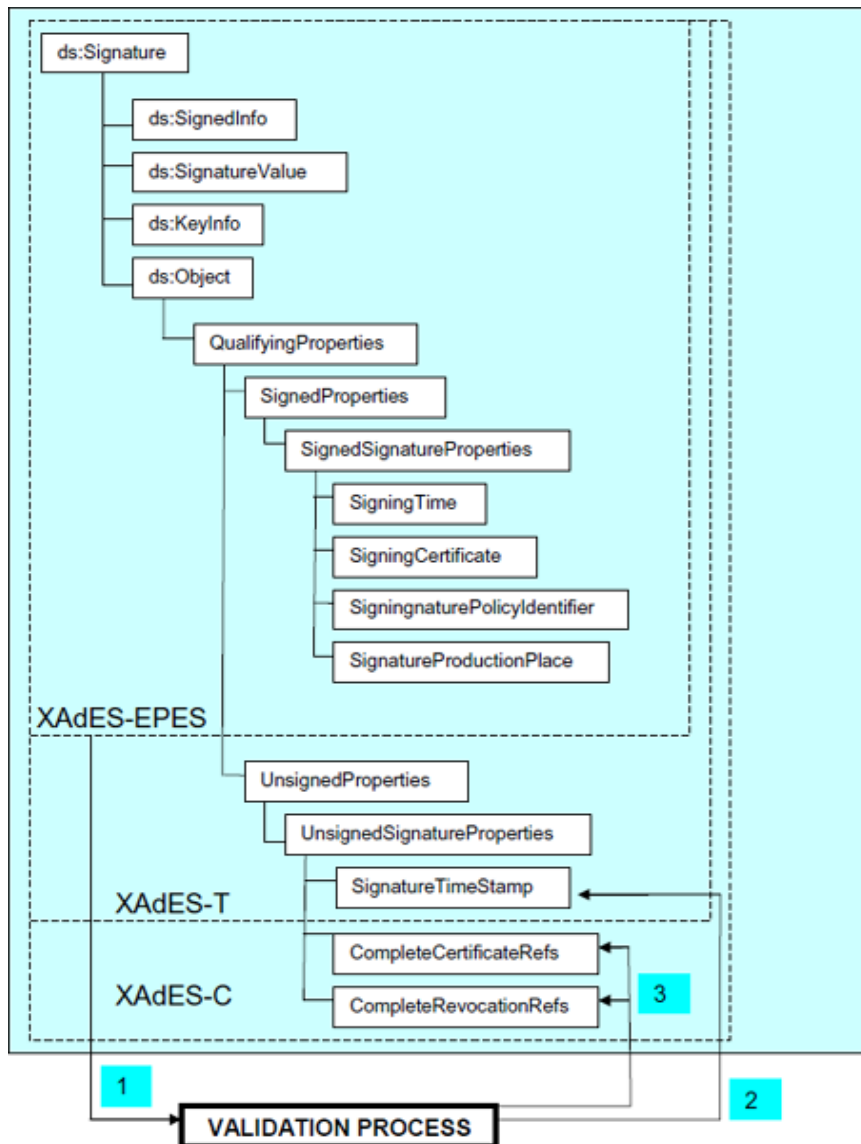 ds:Signature
ds:SignedInfo
ds:SignatureValue
ds:KeyInfo
ds:Object
QualifyingProperties
SignedProperties
SignedSignatureProperties
SigningTime
SigningCertificate
SigningnaturePolicyIdentifier
SignatureProductionPlace
XAdES-EPES
UnsignedProperties
UnsignedSignatureProperties
SignatureTimeStamp
XAdES-T
CompleteCertificateRefs
XAdES-C
CompleteRevocationRefs
3
1
2
VALIDATION PROCESS